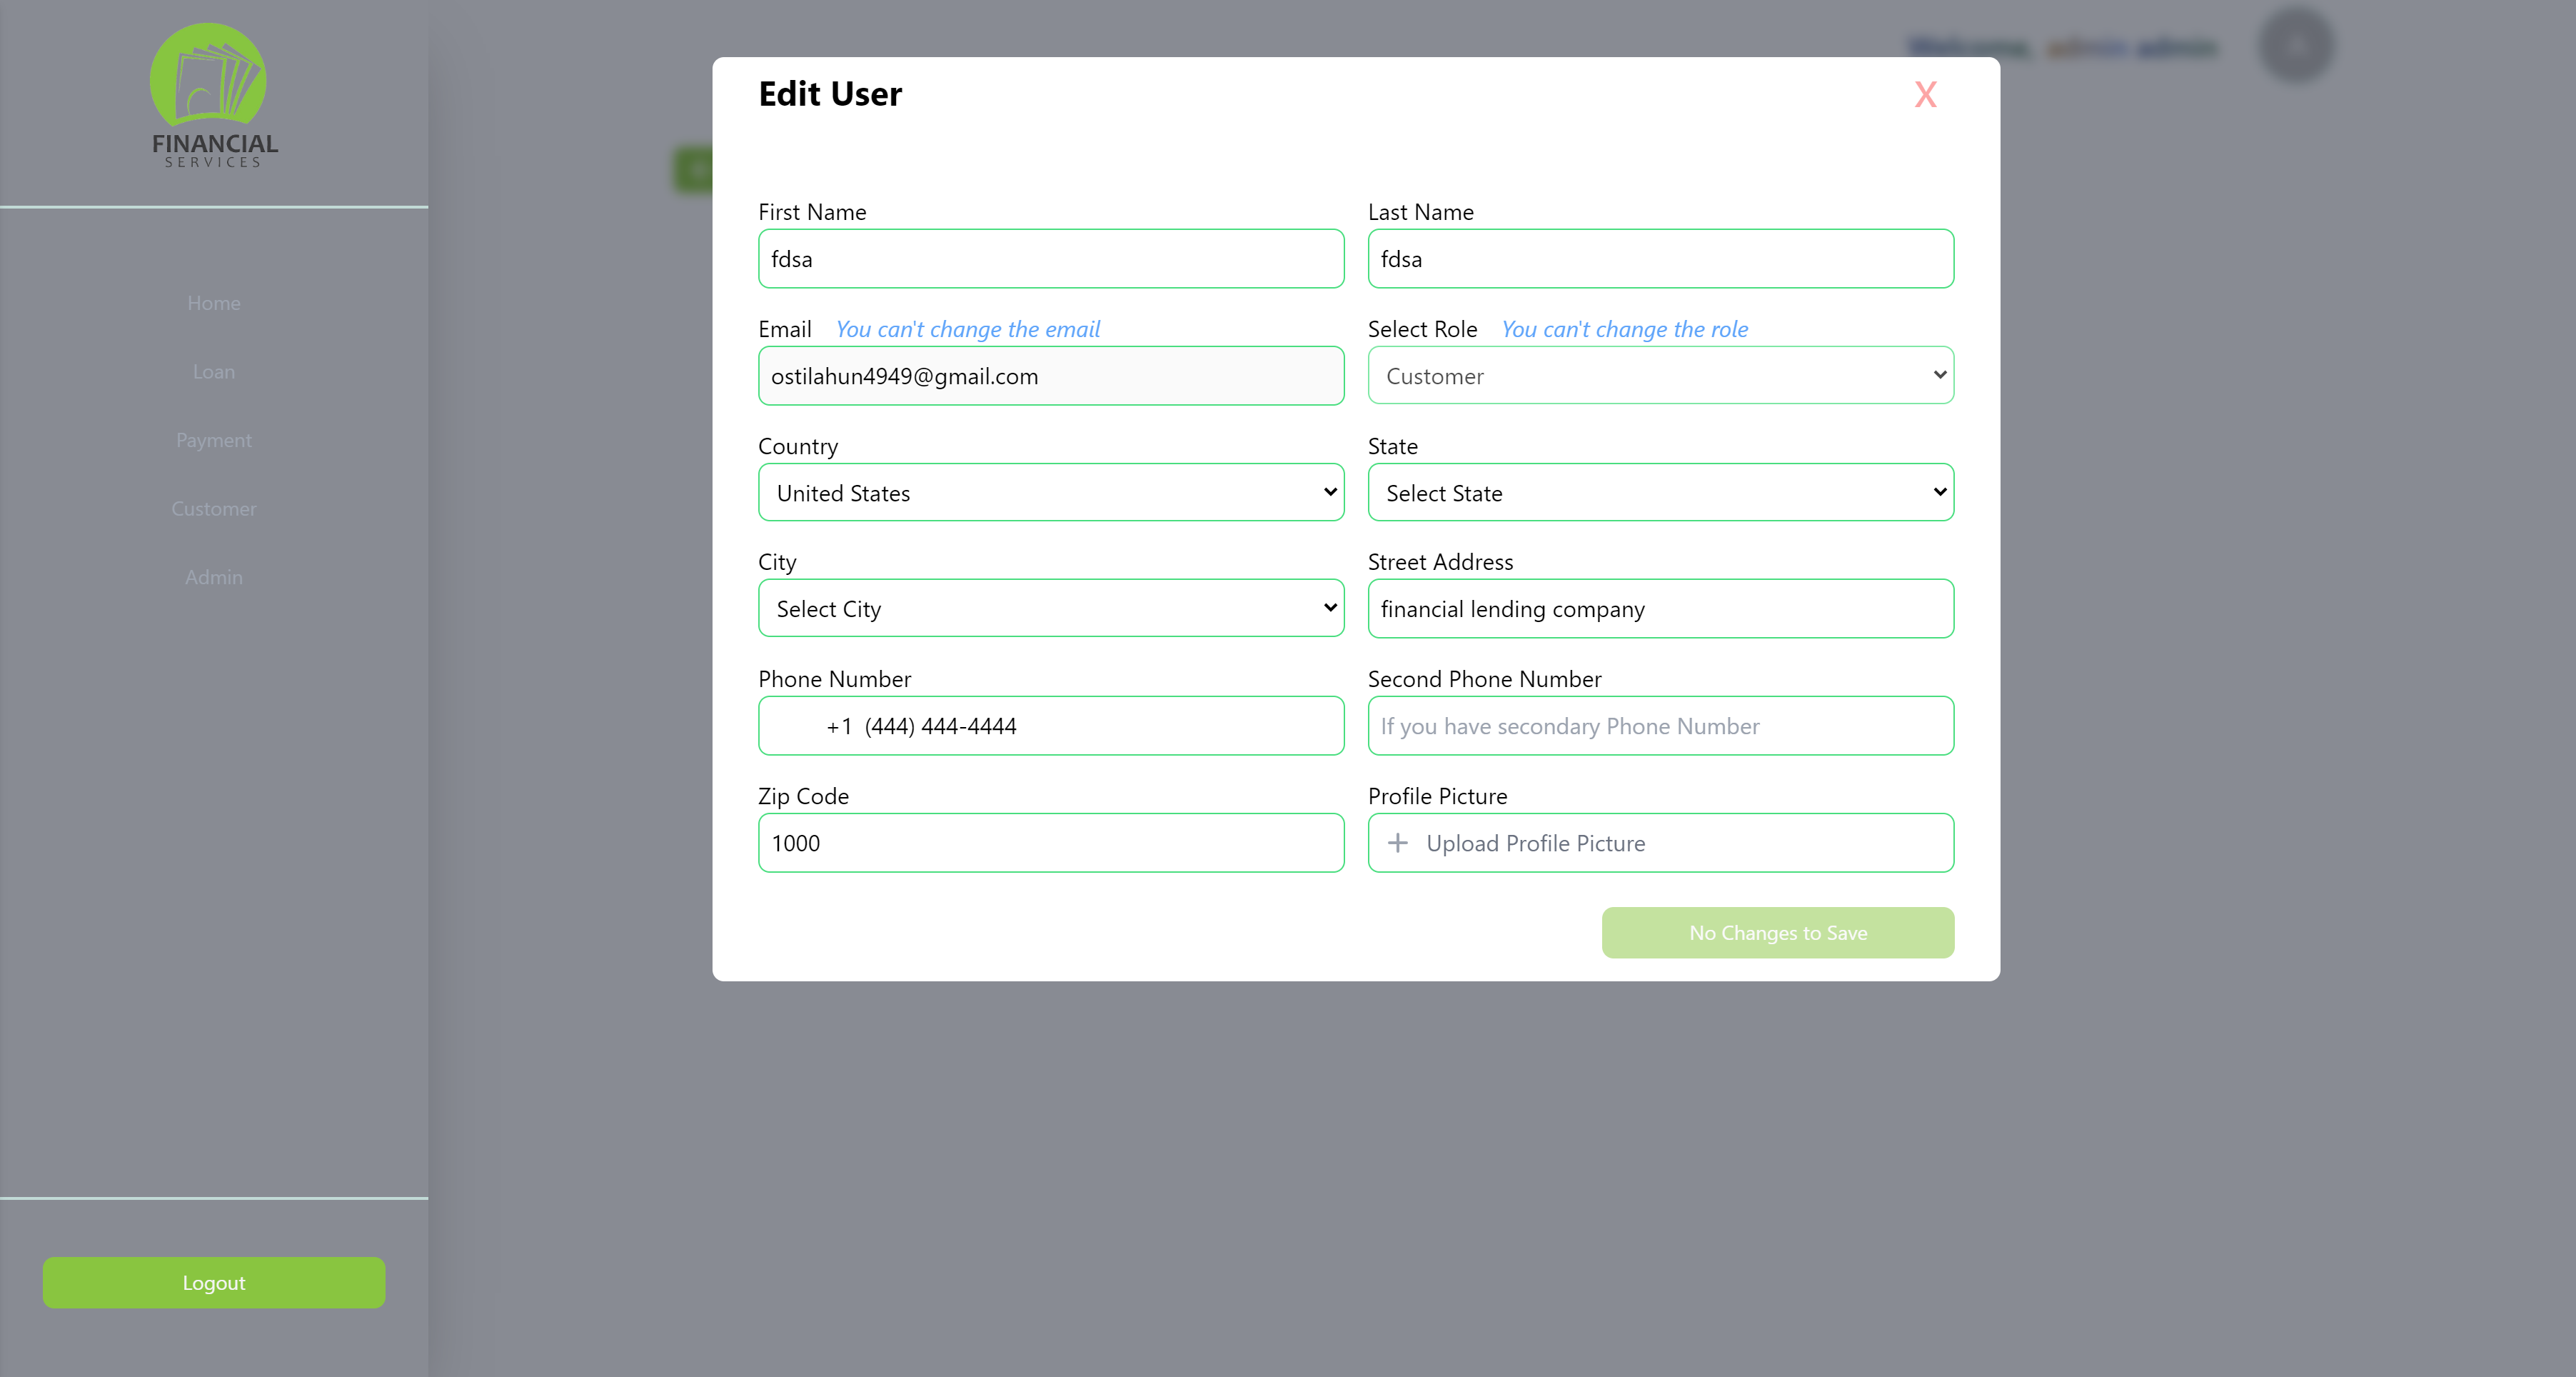 FINANCIAL
SERVICES
Home
Loan
Payment
Customer
Admin
Logout
Welcome, admin admin
Edit User
X
First Name
Last Name
fdsa
fdsa
Email You can't change the email
Select Role You can't change the role
ostilahun4949@gmail.com
Customer
Country
State
United States
Select State
City
Street Address
Select City
financial lending company
Phone Number
Second Phone Number
+1 (444) 444-4444
If you have secondary Phone Number
Zip Code
Profile Picture
1000
+ Upload Profile Picture
No Changes to Save